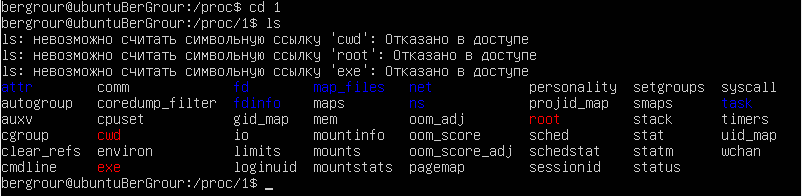 bergrour@ubuntuBerGrour:/proc$ cd 1
bergrour@ubuntuBerGrour:/proc/1$ ls
ls: невозможно считать символьную ссылку 'cwd': Отказано в доступе
ls: невозможно считать символьную ссылку 'root': Отказано в доступе
ls: невозможно считать символьную ссылку 'exe': Отказано в доступе
attr comm fd map_files net personality setgroups syscall
autogroup coredump_filter fdinfo maps ns projid_map smaps task
auxv cpuset gid_map mem oom_adj root stack timers
cgroup cwd io mountinfo oom_score sched stat uid_map
clear_refs environ limits mounts oom_score_adj schedstat statm wchan
cmdline exe loginuid mountstats pagemap sessionid status
bergrour@ubuntuBerGrour:/proc/1$ _